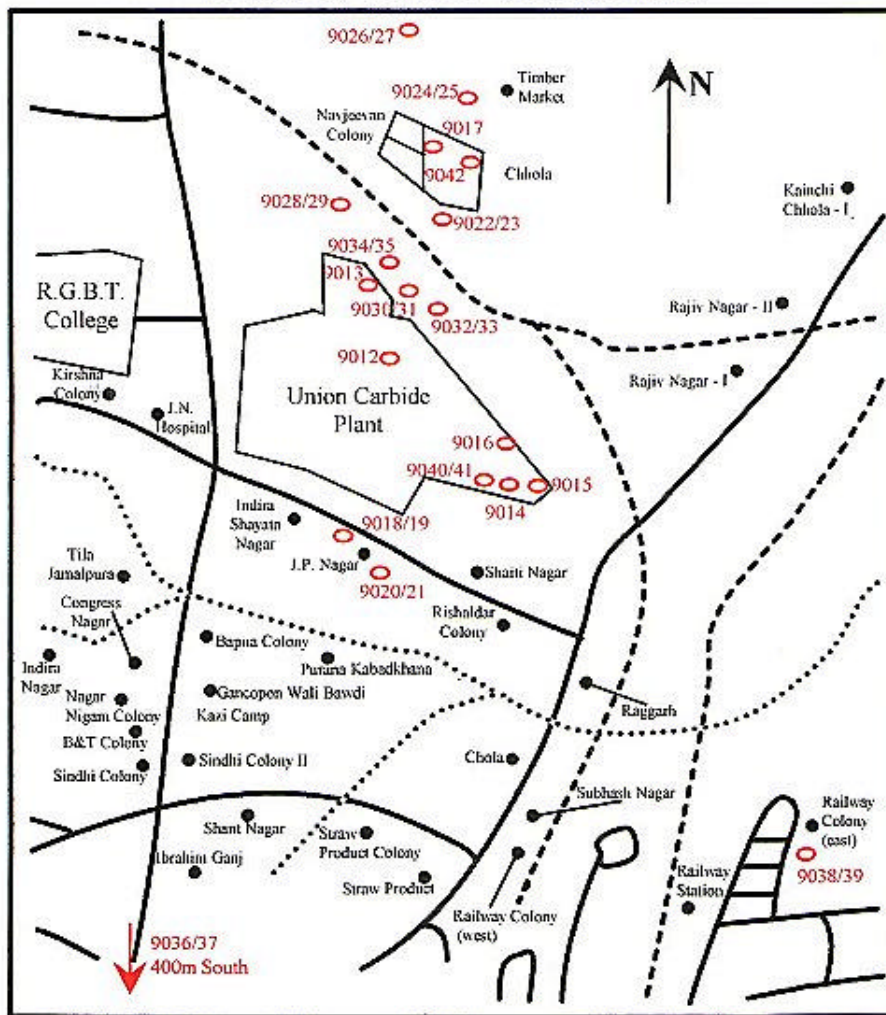 9026/27
9024/25
Timber
Market
Navjeevan
Colony
9017
9042
Chhola
N
Kainchi
Chhola - I
9028/29
9022/23
9034/35
9013
9030/31
9032/33
R.G.B.T.
College
Rajiv Nagar - II
Kirshna
Colony
9012
Rajiv Nagar - I
J.N.
Hospital
Union Carbide
Plant
9016
9040/41
9015
9014
Indira
Shayata
Nagar
9018/19
J.P. Nagar
9020/21
Shaiti Nagar
Tila
Jamalpura
Congress
Nagar
Risholdar
Colony
Bapna Colony
Indira
Nagar
Purana Kabadkhana
Nagar
Nigam Colony
Gancopon Wali Bawdi
Kazi Camp
Raggarh
B&T Colony
Sindhi Colony
Sindhi Colony II
Chola
Subhash Nagar
Shant Nagar
Straw
Product Colony
Railway
Colony
(east)
Ibrahim Ganj
Straw Product
Railway Colony
(west)
Railway
Station
9038/39
9036/37
400m South